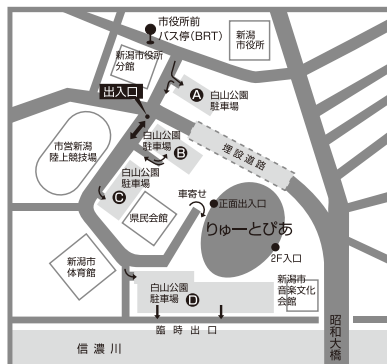 市役所前
バス停(BRT)
新潟
市役所
新潟市役所
分館
出入口
A
白山公園
駐車場
市営新潟
陸上競技場
白山公園
駐車場
B
埋設道路
白山公園
駐車場
C
車寄せ
正面出入口
県民会館
りゅーとぴあ
2F入口
新潟市
体育館
白山公園
駐車場
D
新潟市
音楽文化
会館
臨時出口
昭和大橋
信濃川